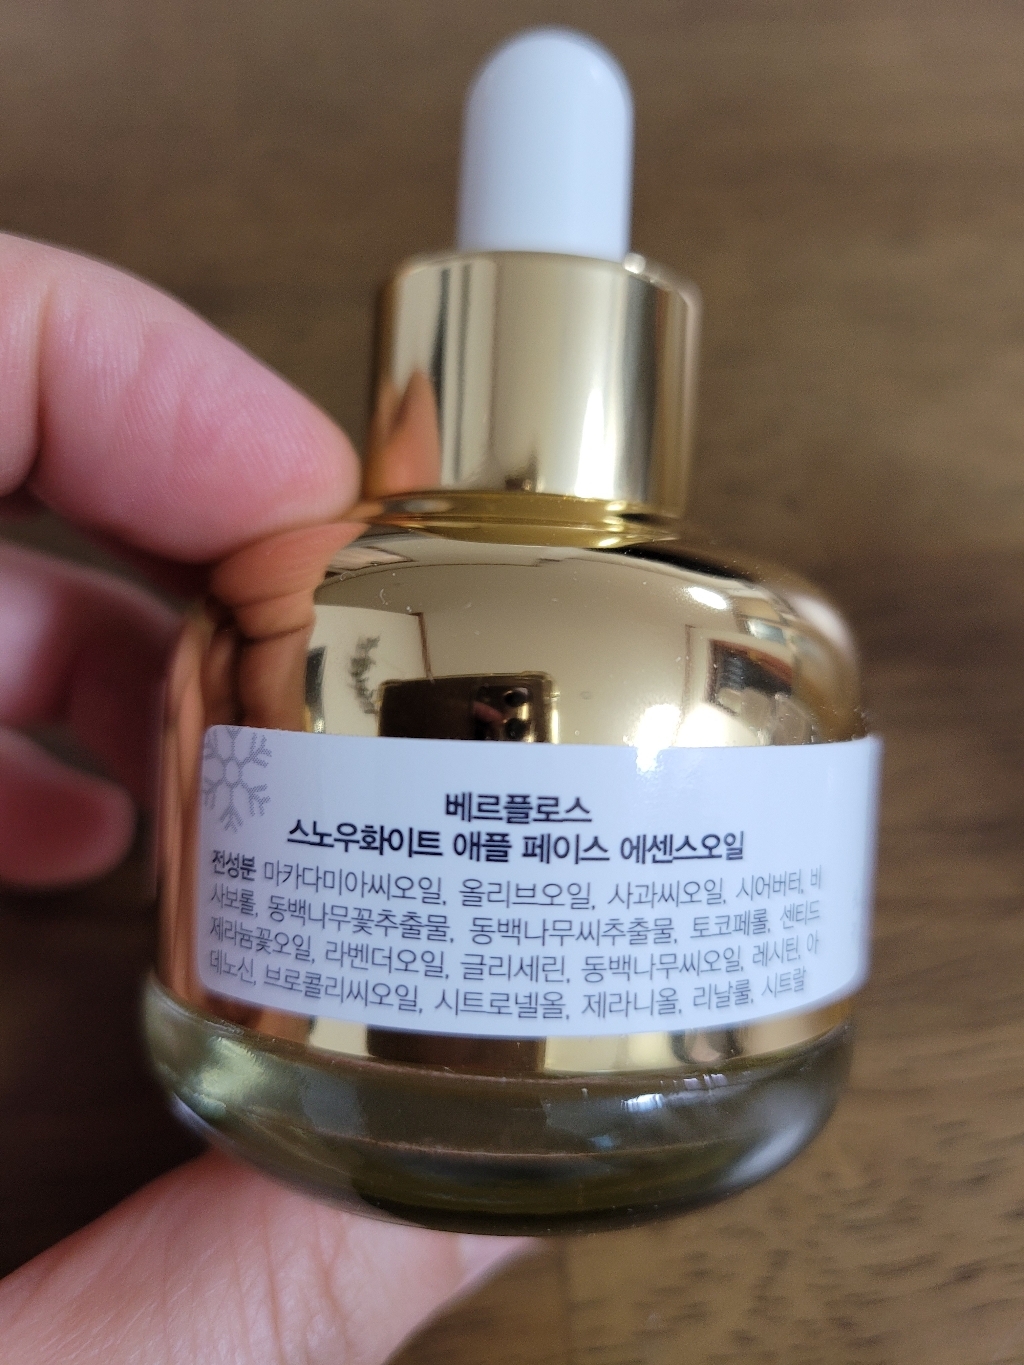 베르플로스
스노우화이트 애플 페이스 에센스오일
전성분 마카다미아씨오일, 올리브오일, 사과씨오일, 시어버터, 비
사보롤, 동백나무꽃추출물, 동백나무씨추출물, 토코페롤, 센티드
제라늄꽃오일, 라벤더오일, 글리세린, 동백나무씨오일, 레시틴, 아
데노신, 브로콜리씨오일, 시트로넬올, 제라니올, 리날룰, 시트랄